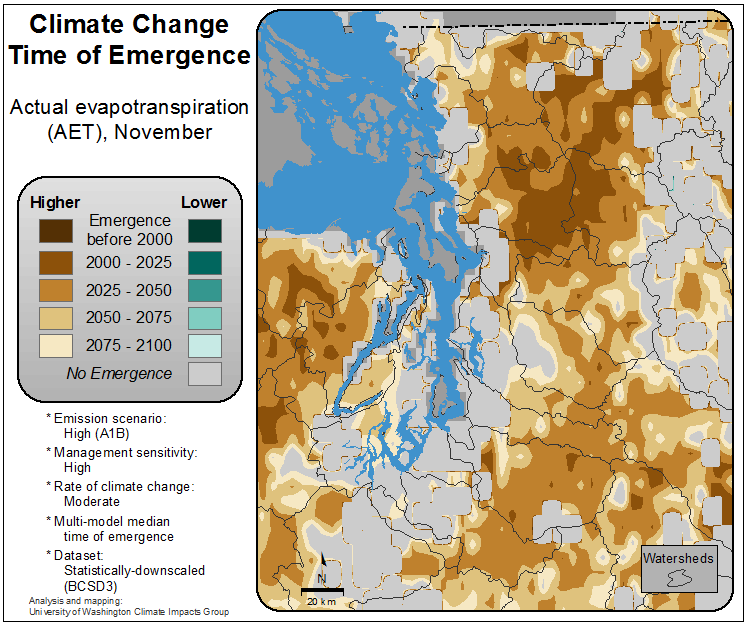 Climate Change
Time of Emergence
Actual evapotranspiration
(AET), November
Higher
Lower
Emergence
before 2000
2000 - 2025
2025 - 2050
2050 - 2075
2075 - 2100
No Emergence
* Emission scenario:
High (A1B)
* Management sensitivity:
High
* Rate of climate change:
Moderate
* Multi-model median
time of emergence
* Dataset:
Statistically-downscaled
(BCSD3)
Analysis and mapping:
University of Washington Climate Impacts Group
N
20 km
Watersheds